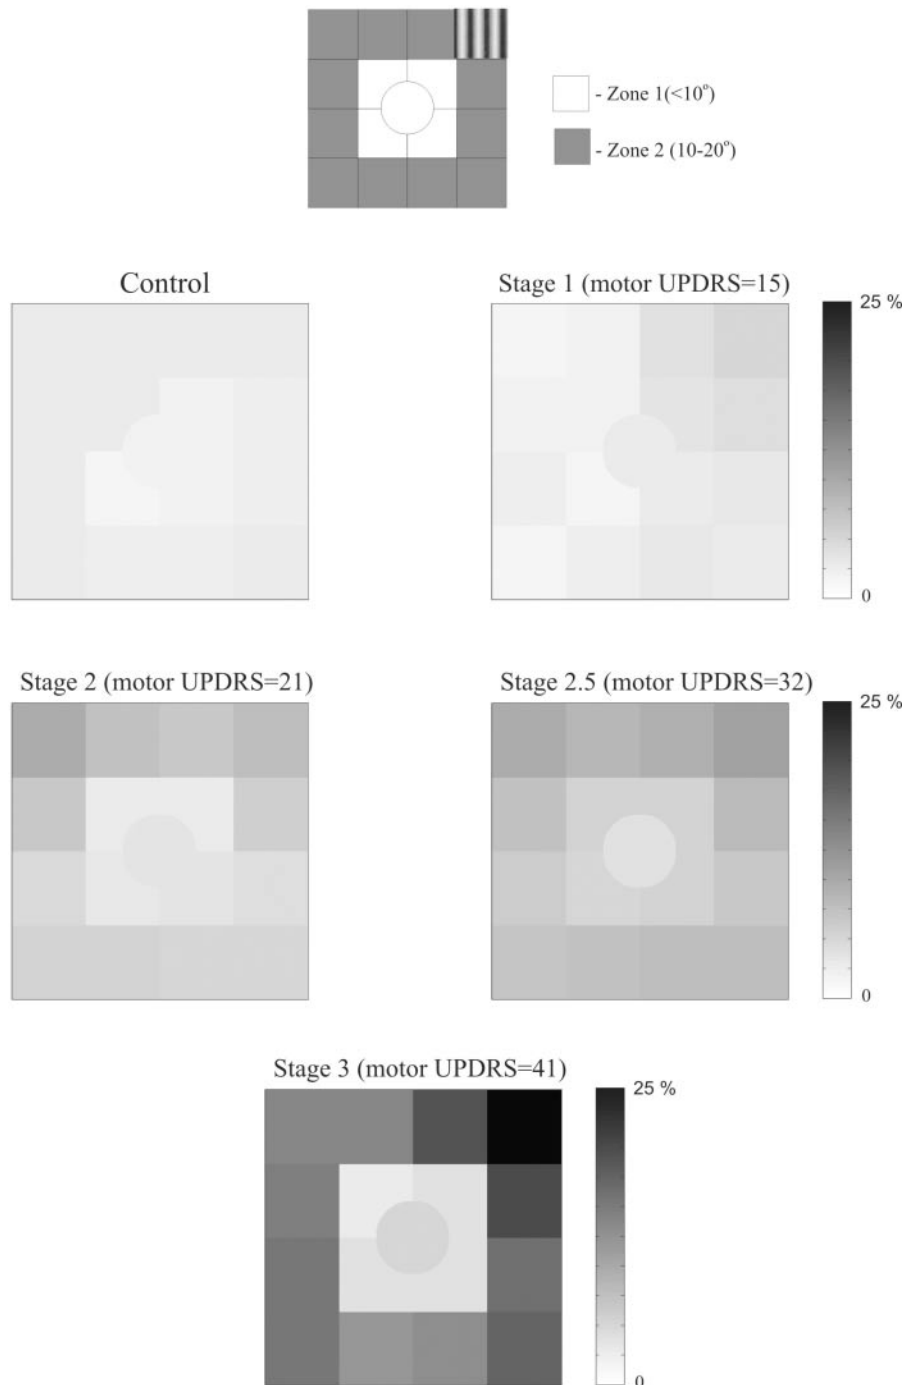 - Zone 1(<10°)
- Zone 2 (10-20°)
Control
Stage 1 (motor UPDRS=15)
25 %
0
Stage 2 (motor UPDRS=21)
Stage 2.5 (motor UPDRS=32)
25 %
0
Stage 3 (motor UPDRS=41)
25 %
0